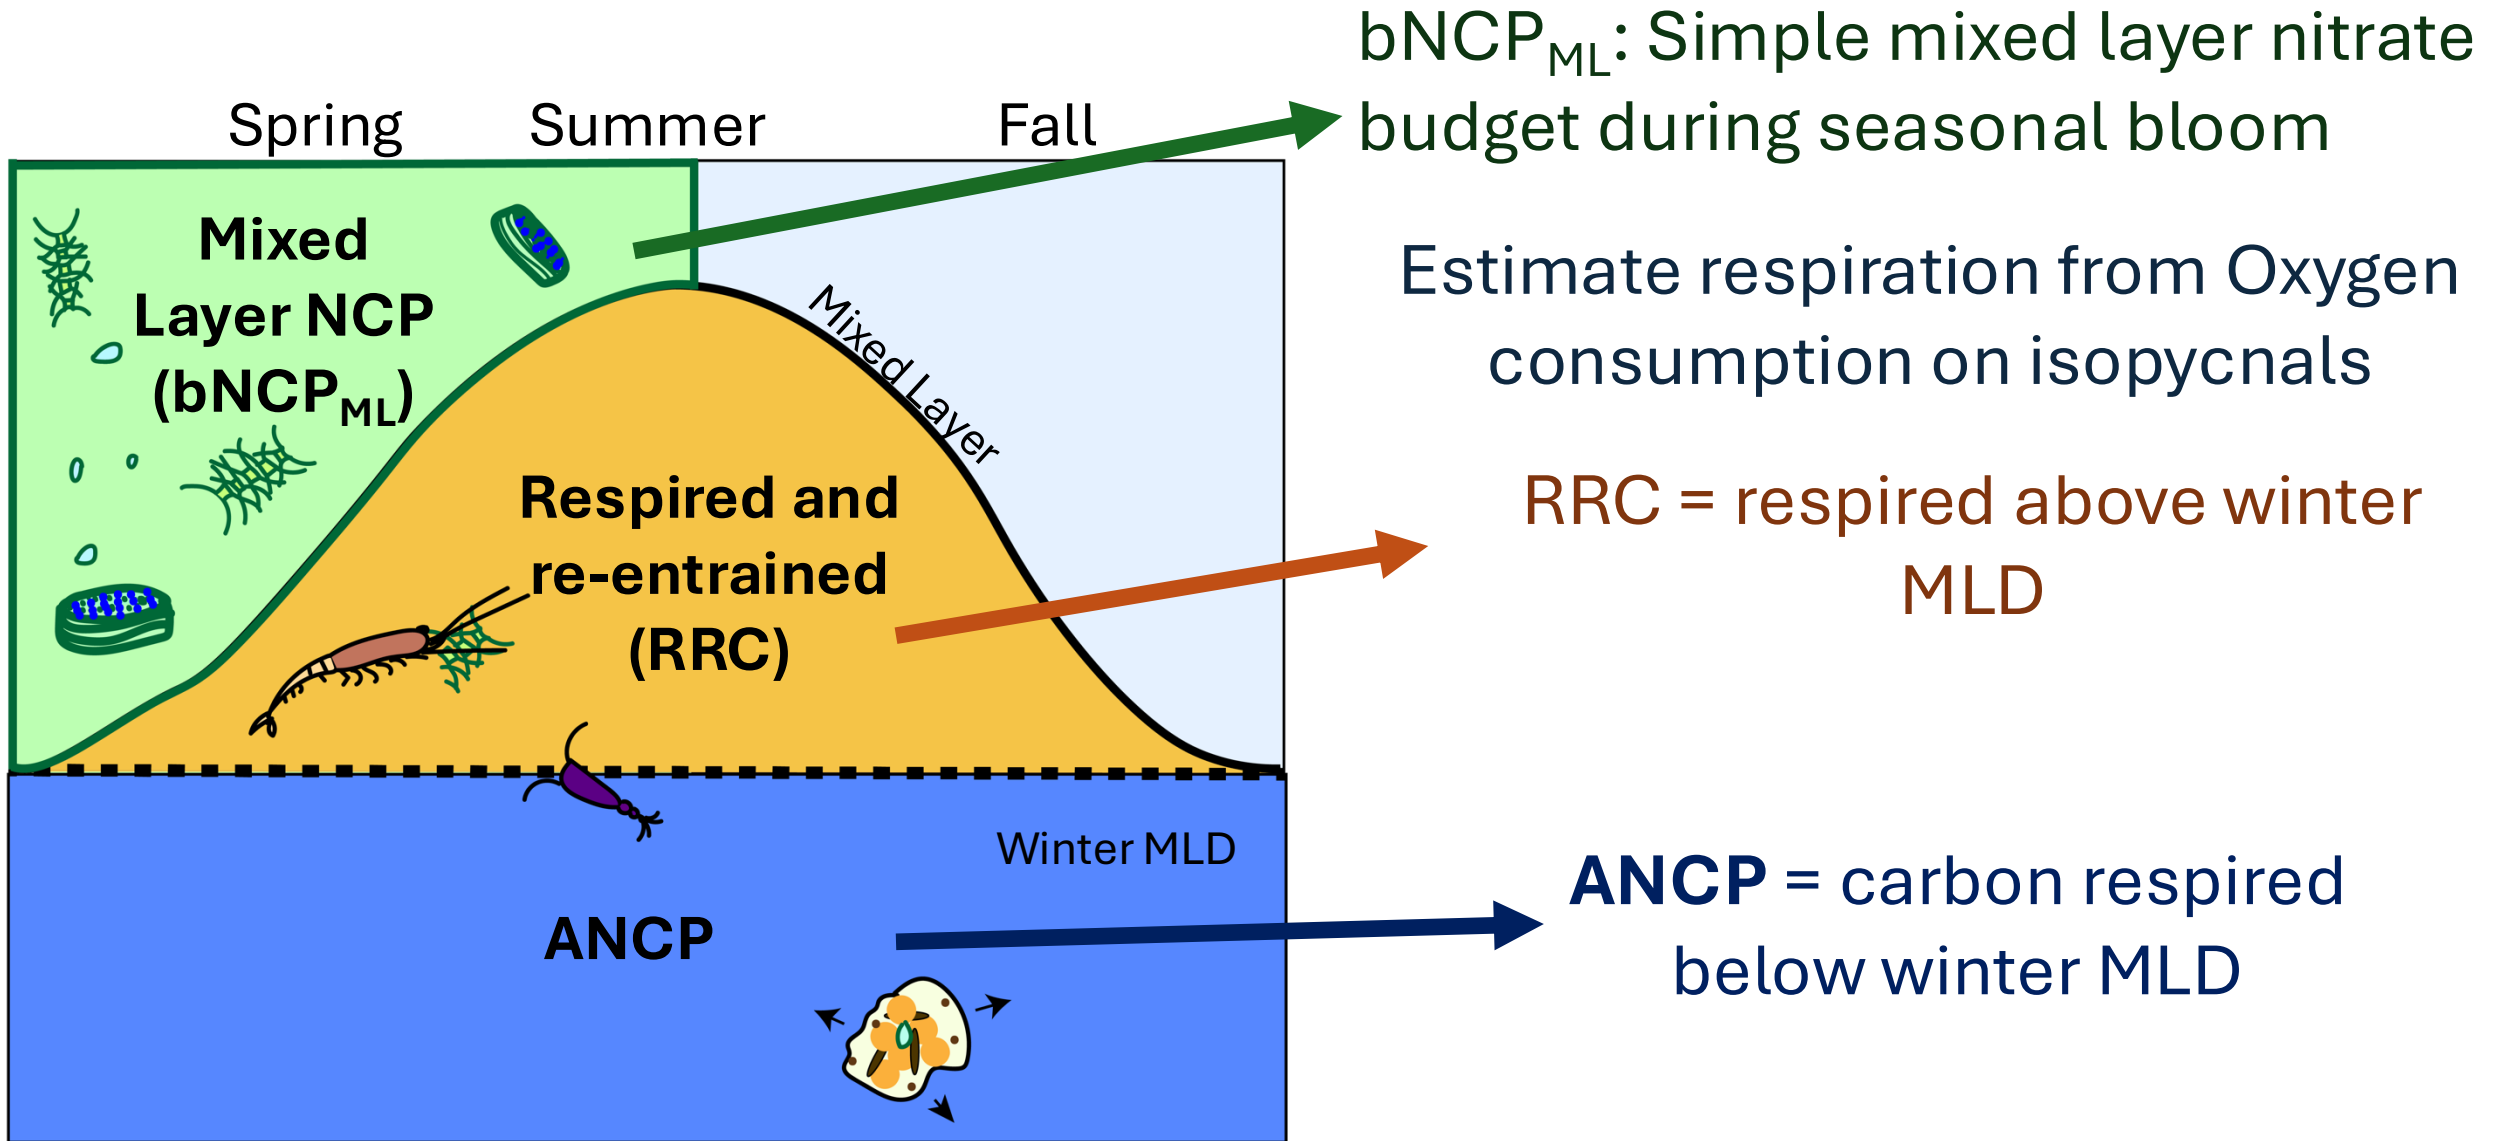 bNCPML: Simple mixed layer nitrate
budget during seasonal bloom
Spring Summer Fall
Mixed
Layer NCP
(bNCPML)
Mixed Layer
Estimate respiration from Oxygen
consumption on isopycnals
Respired and
re-entrained
(RRC)
RRC = respired above winter
MLD
Winter MLD
ANCP
ANCP = carbon respired
below winter MLD